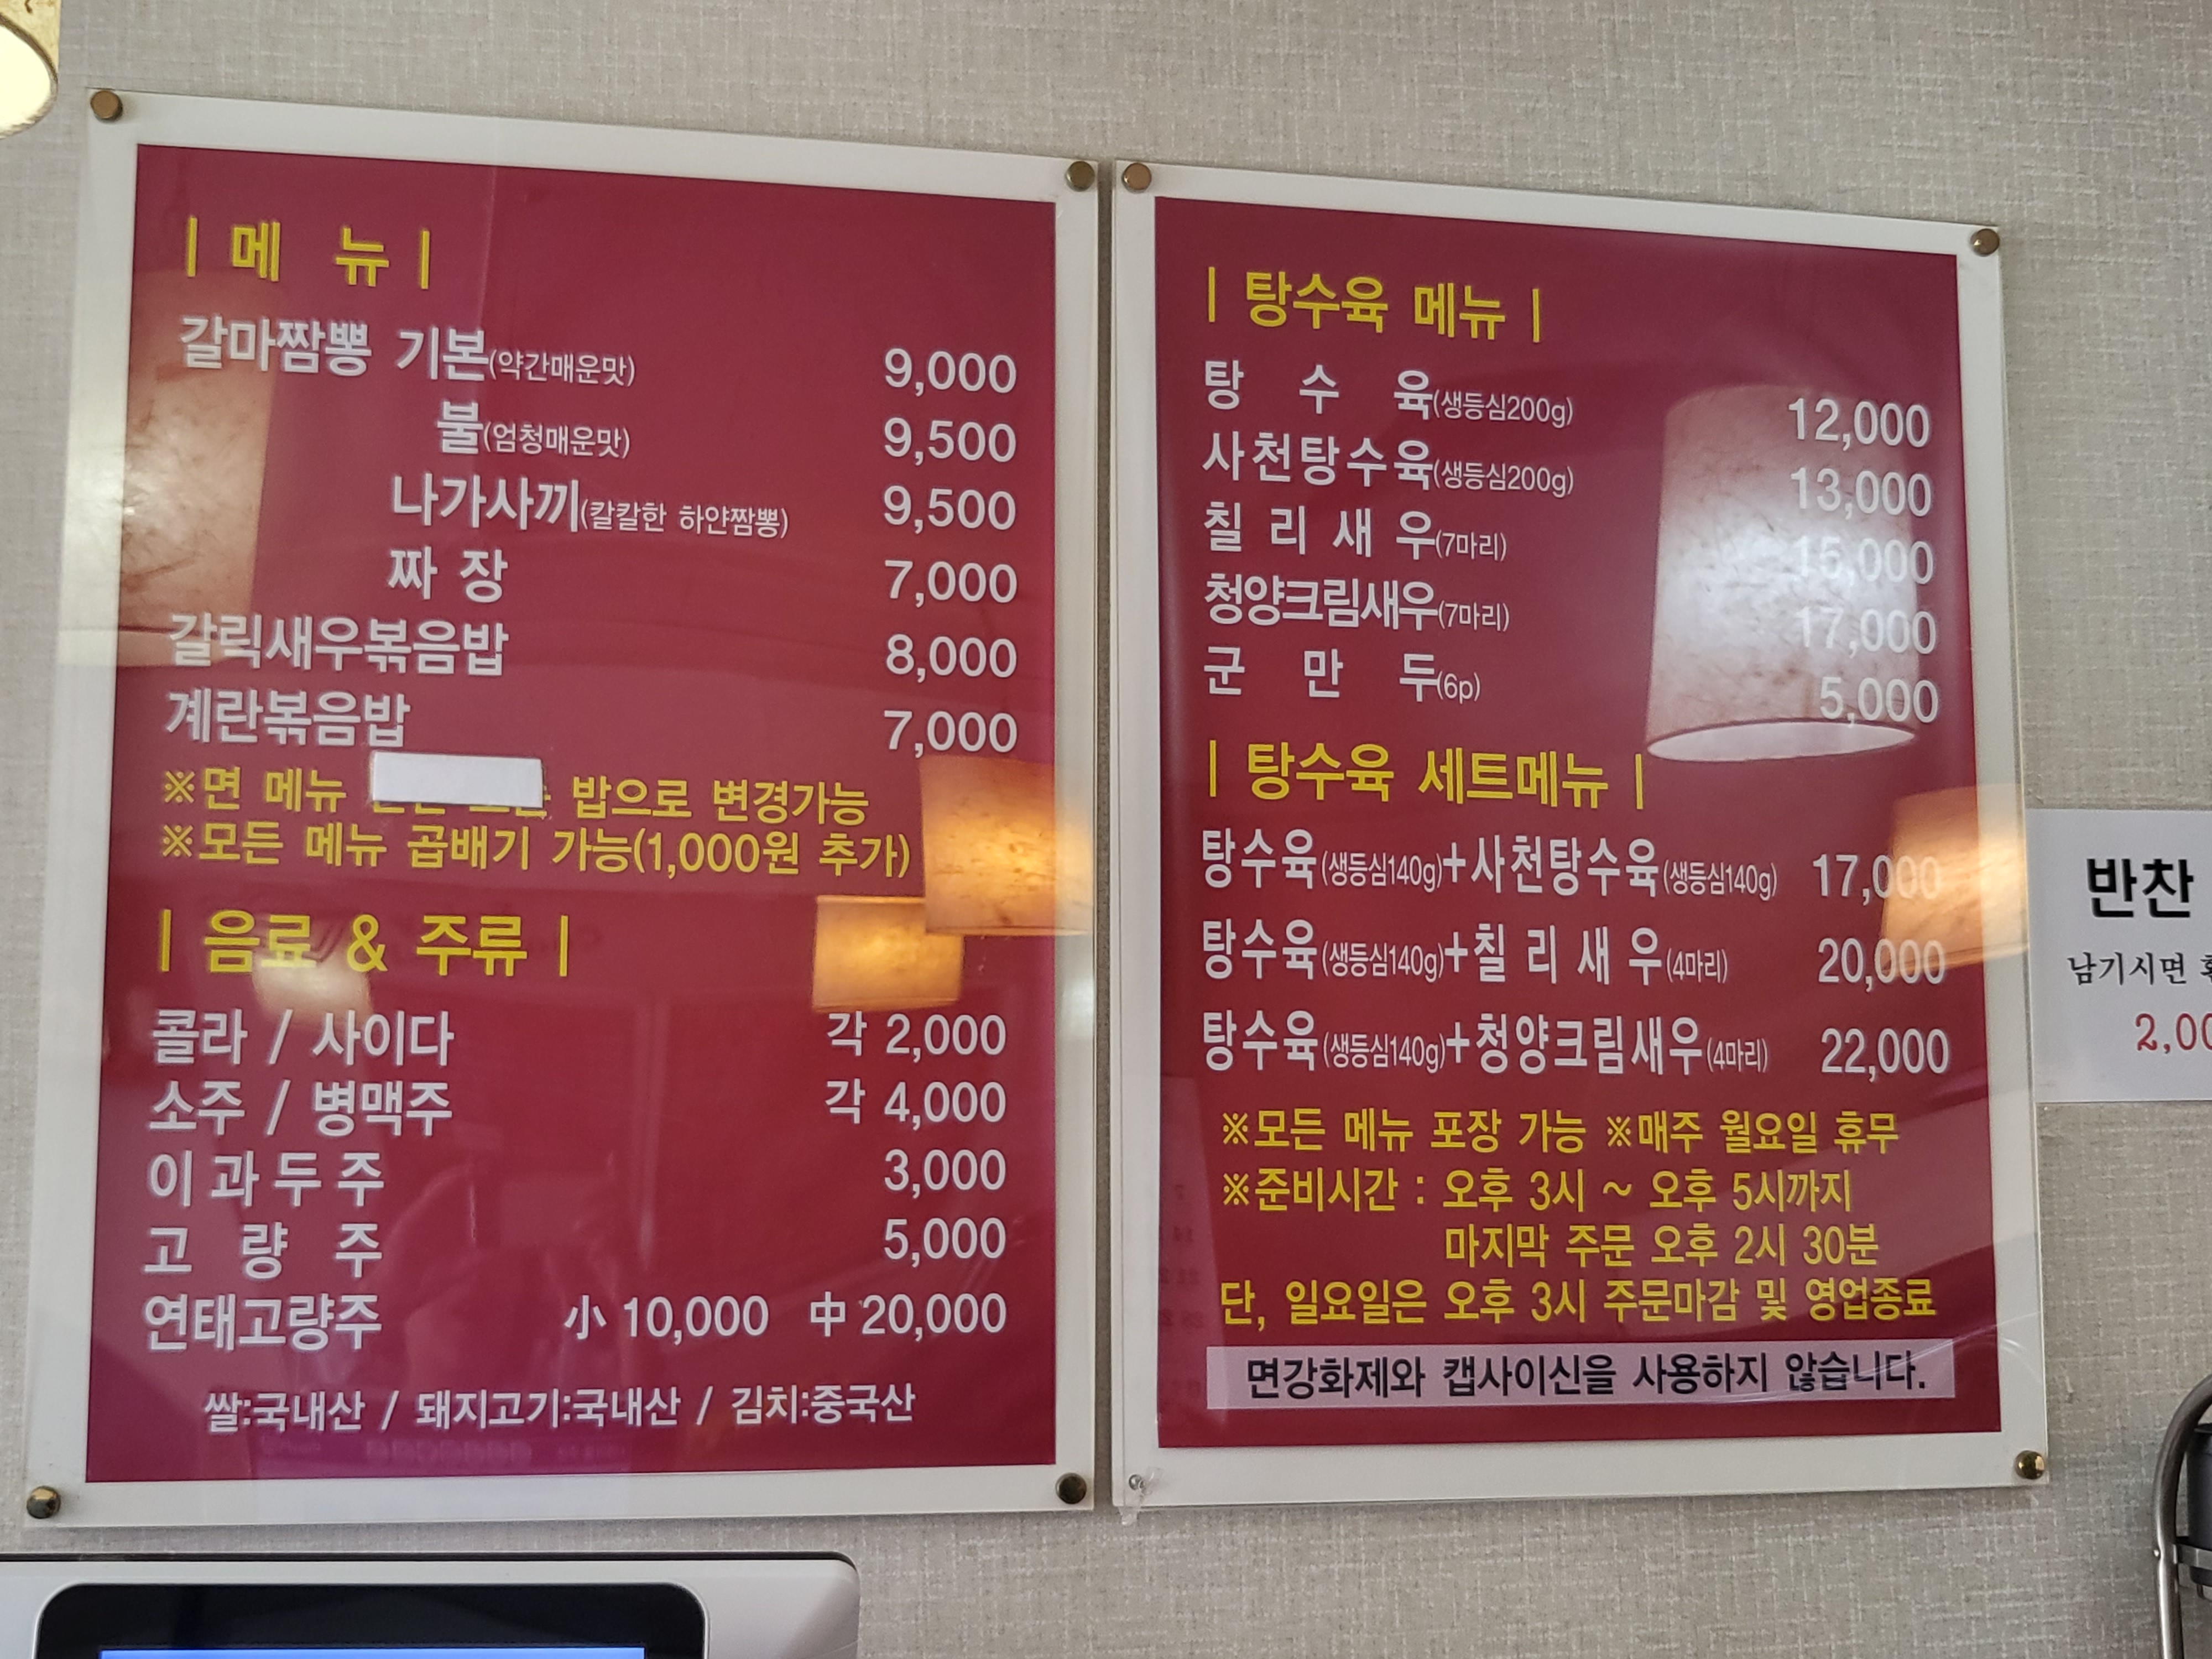 | 메 뉴 |
갈마짬뽕 기본(약간매운맛) 9,000
불(엄청매운맛) 9,500
나가사끼(칼칼한 하얀짬뽕) 9,500
짜 장 7,000
갈릭새우볶음밥 8,000
계란볶음밥 7,000
※면 메뉴 밥으로 변경가능
※모든 메뉴 곱배기 가능(1,000원 추가)
| 음료 & 주류 |
콜라 / 사이다 각 2,000
소주 / 병맥주 각 4,000
이 과 두 주 3,000
고 량 주 5,000
연태고량주 小 10,000 中 20,000
쌀:국내산 / 돼지고기:국내산 / 김치:중국산
| 탕수육 메뉴 |
탕 수 육(생등심200g) 12,000
사천탕수육(생등심200g) 13,000
칠 리 새 우(7마리) 15,000
청양크림새우(7마리) 17,000
군 만 두(6p) 5,000
| 탕수육 세트메뉴 |
탕수육(생등심140g)+사천탕수육(생등심140g) 17,000
탕수육(생등심140g)+칠 리 새 우(4마리) 20,000
탕수육(생등심140g)+청양크림새우(4마리) 22,000
※모든 메뉴 포장 가능 ※매주 월요일 휴무
※준비시간 : 오후 3시 ~ 오후 5시까지
마지막 주문 오후 2시 30분
단, 일요일은 오후 3시 주문마감 및 영업종료
면강화제와 캡사이신을 사용하지 않습니다.
반찬
남기시면